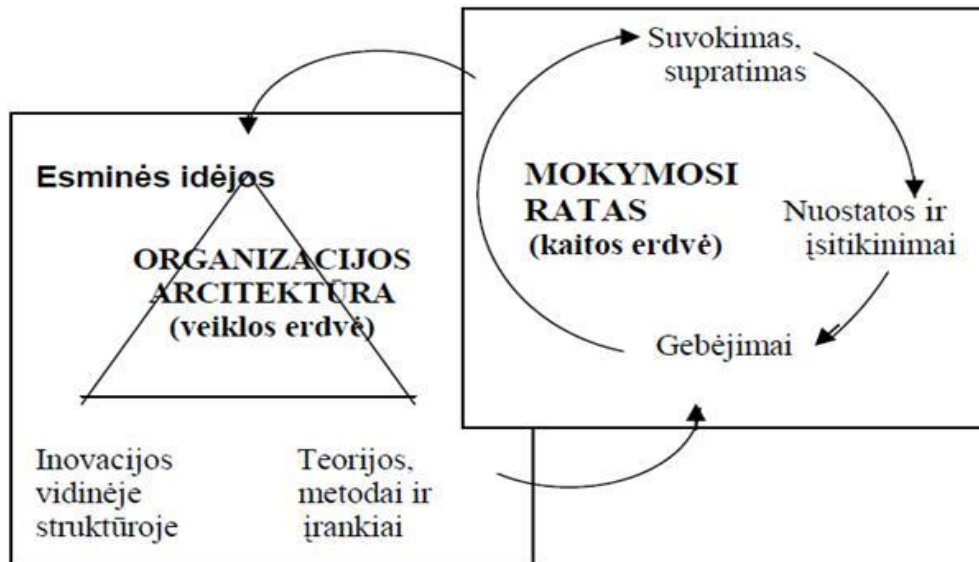 Esminės idėjos
ORGANIZACIJOS
ARCITEKTŪRA
(veiklos erdvė)
Inovacijos
vidinėje
struktūroje
Teorijos,
metodai ir
įrankiai
Suvokimas,
supratimas
MOKYMOSI
RATAS
(kaitos erdvė)
Nuostatos ir
įsitikinimai
Gebėjimai